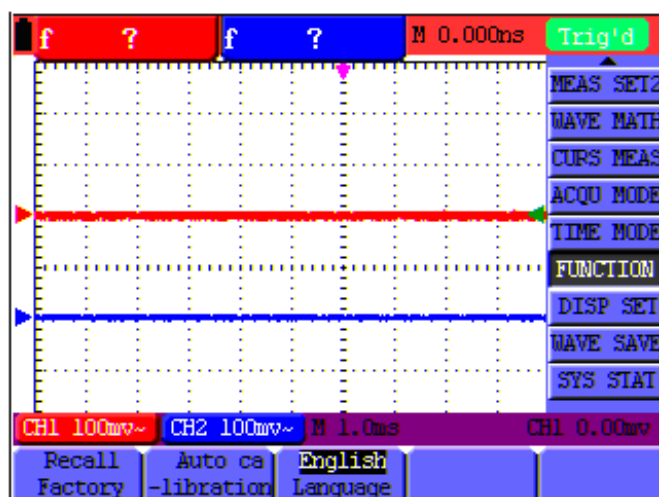 f ? f ? M 0.000ns Trig'd
MEAS SET2
WAVE MATH
CURS MEAS
ACQU MODE
TIME MODE
FUNCTION
DISP SET
WAVE SAVE
SYS STAT
CH1 100mv~ CH2 100mv~ M 1.0ms CH1 0.00mv
Recall
Factory
Auto ca
-libration
English
Language